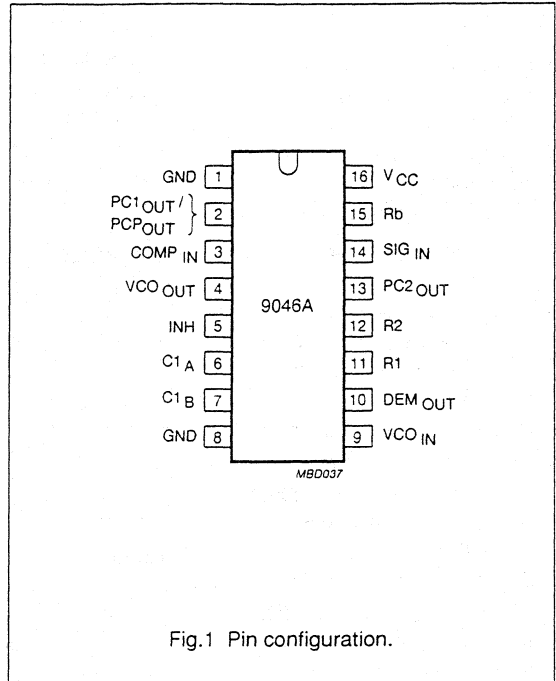 GND 1
PC1OUT /
PCPOUT } 2
COMP IN 3
VCO OUT 4
INH 5
C1 A 6
C1 B 7
GND 8
9046A
16 VCC
15 Rb
14 SIG IN
13 PC2 OUT
12 R2
11 R1
10 DEM OUT
9 VCO IN
MBD037
Fig.1 Pin configuration.